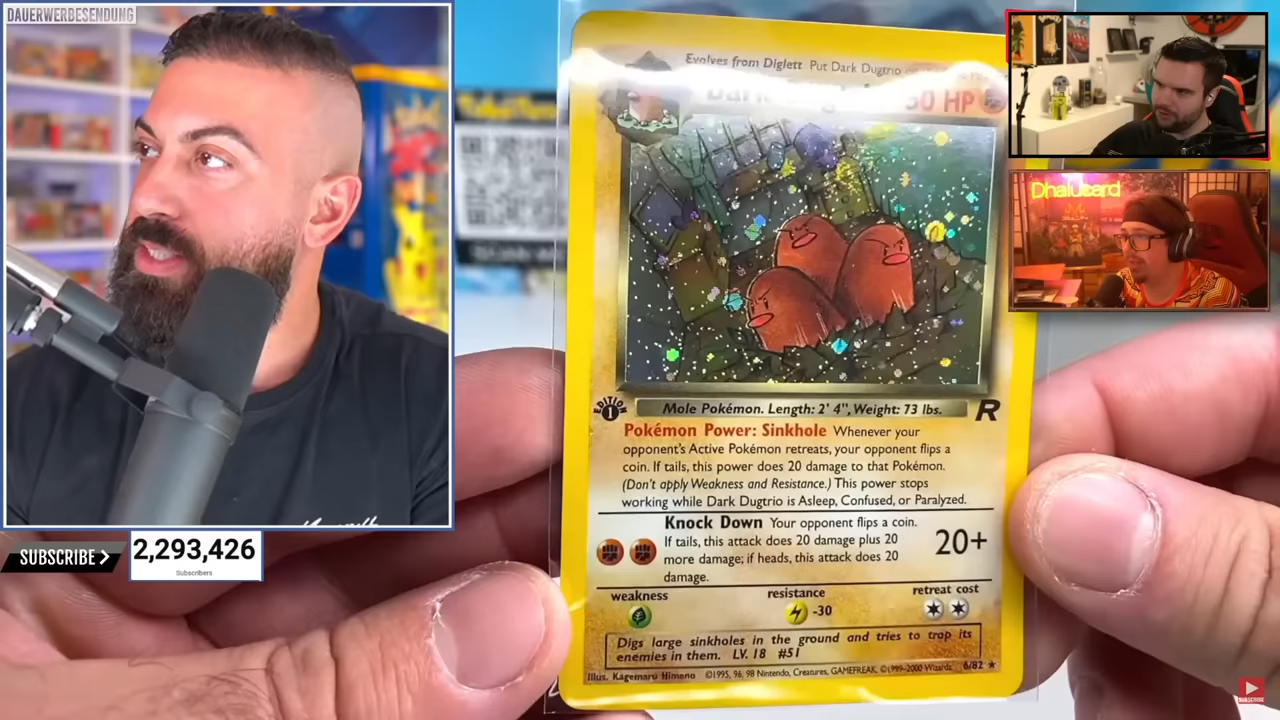 DAUERWERBESENDUNG
Evolves from Diglett Put Dark Dugtrio
50 HP
Dhalucard
EDITION
1
Mole Pokémon. Length: 2' 4", Weight: 73 lbs.
R
Pokémon Power: Sinkhole Whenever your
opponent's Active Pokémon retreats, your opponent flips a
coin. If tails, this power does 20 damage to that Pokémon.
(Don't apply Weakness and Resistance.) This power stops
working while Dark Dugtrio is Asleep, Confused, or Paralyzed.
Knock Down Your opponent flips a coin.
If tails, this attack does 20 damage plus 20
more damage; if heads, this attack does 20
damage.
20+
weakness
resistance
retreat cost
-30
Digs large sinkholes in the ground and tries to trap its
enemies in them. LV. 18 #51
Illus. Kagemaru Himeno ©1995, 96, 98 Nintendo, Creatures, GAMEFREAK. ©1999-2000 Wizards. 6/82 ★
SUBSCRIBE >
2,293,426
Subscribers
SUBSCRIBE